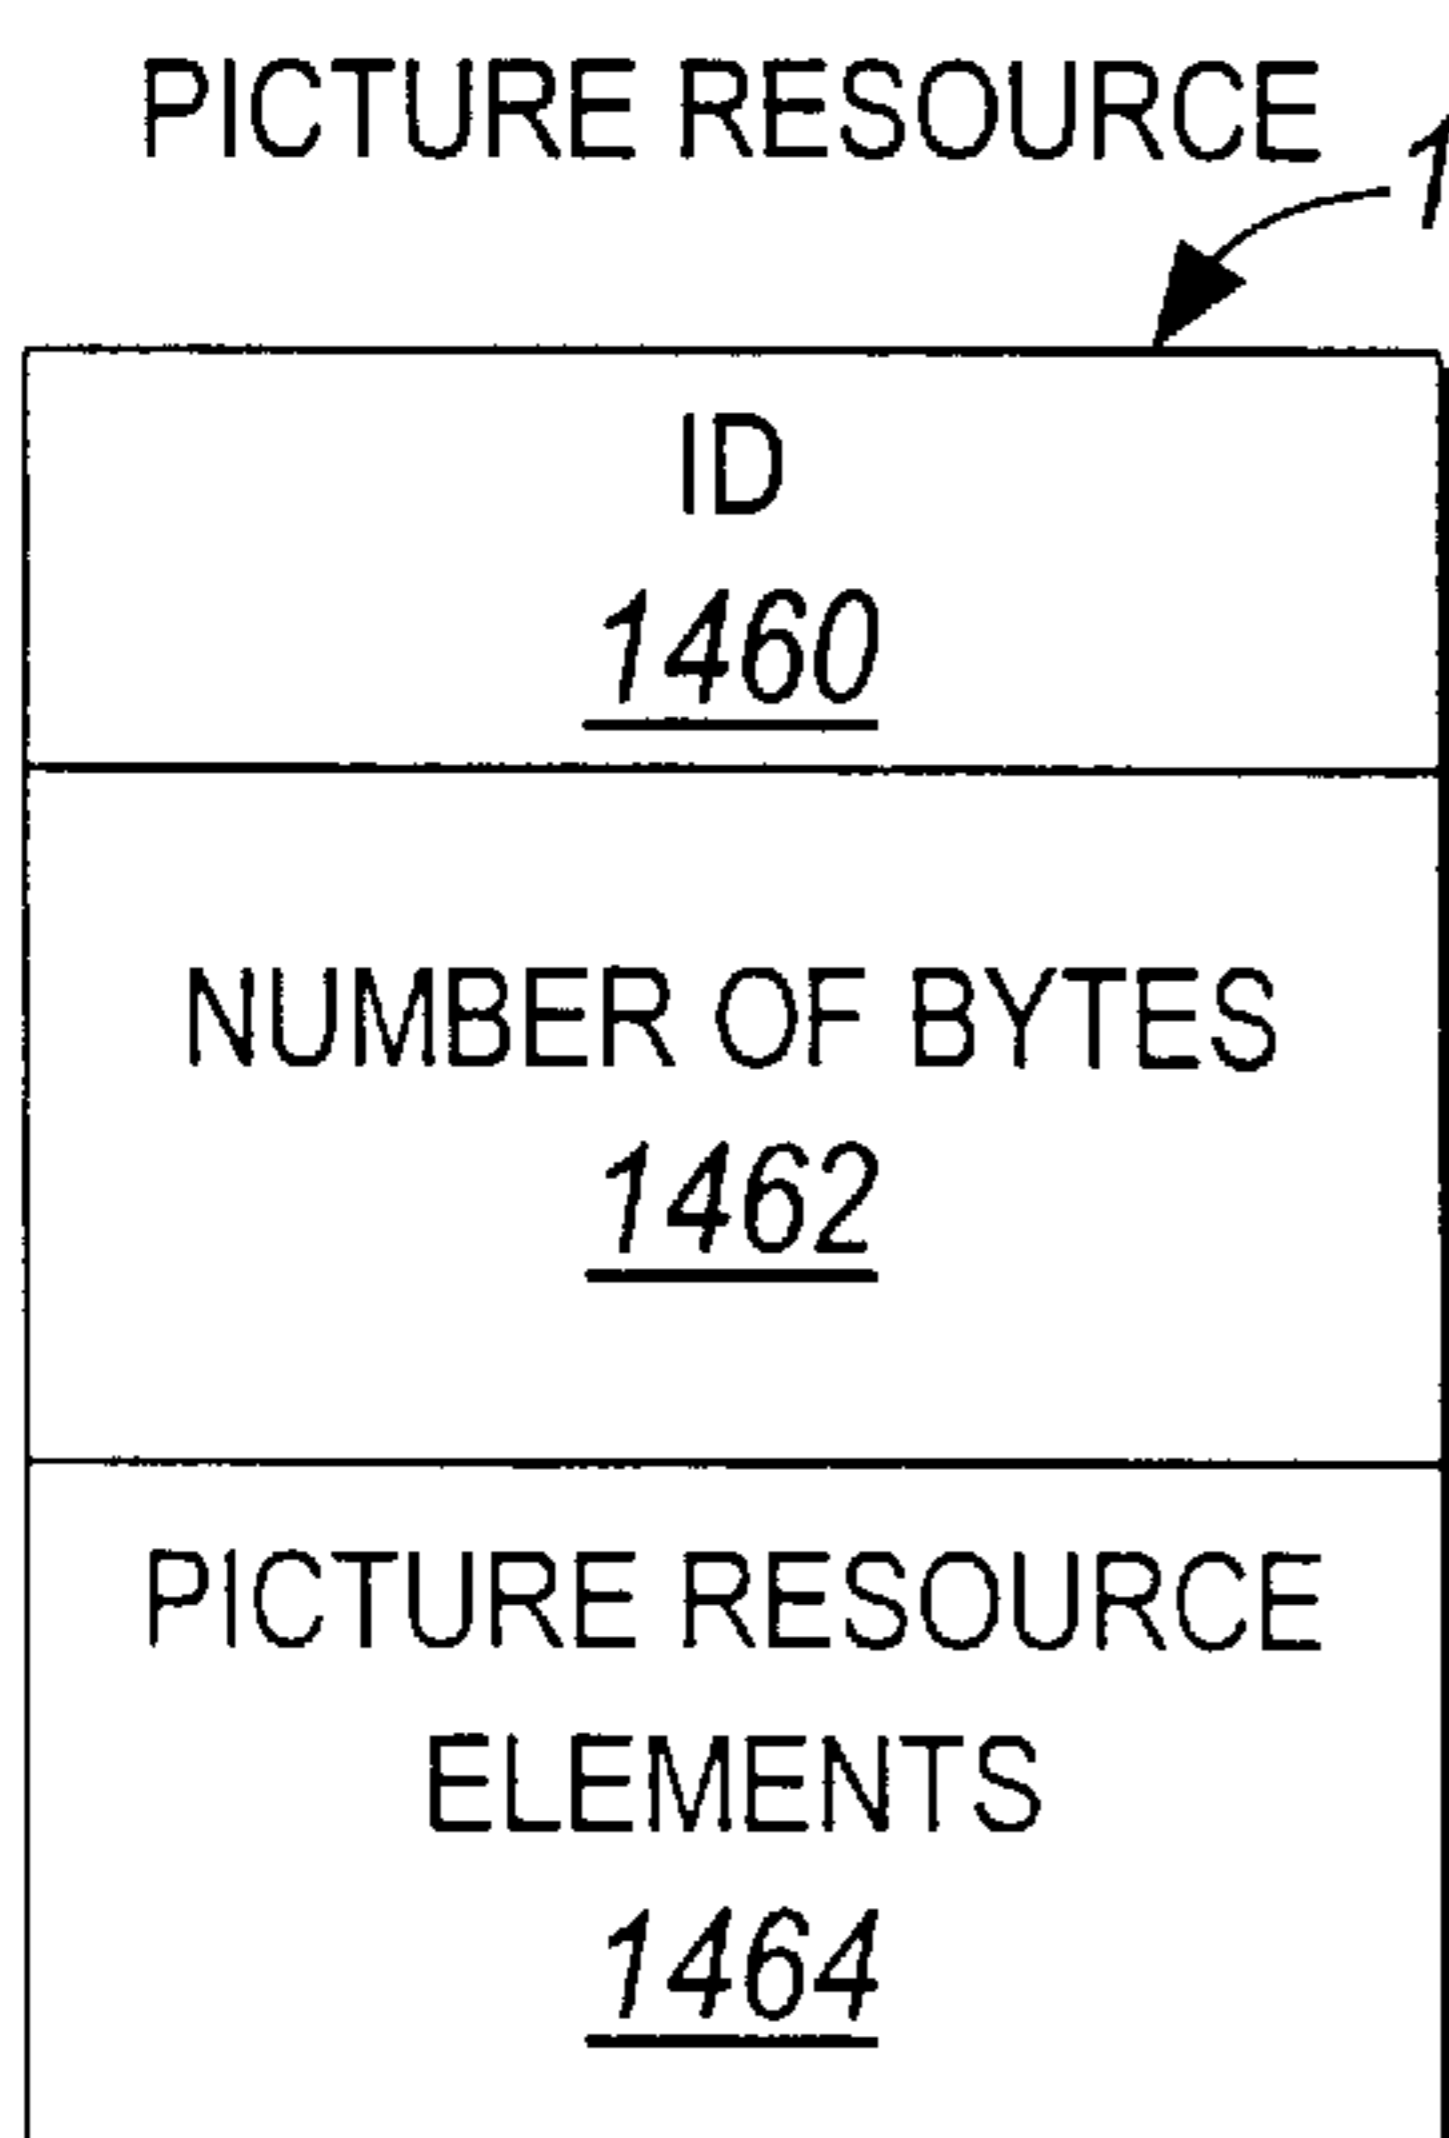 PICTURE RESOURCE
ID
1460
NUMBER OF BYTES
1462
PICTURE RESOURCE
ELEMENTS
1464